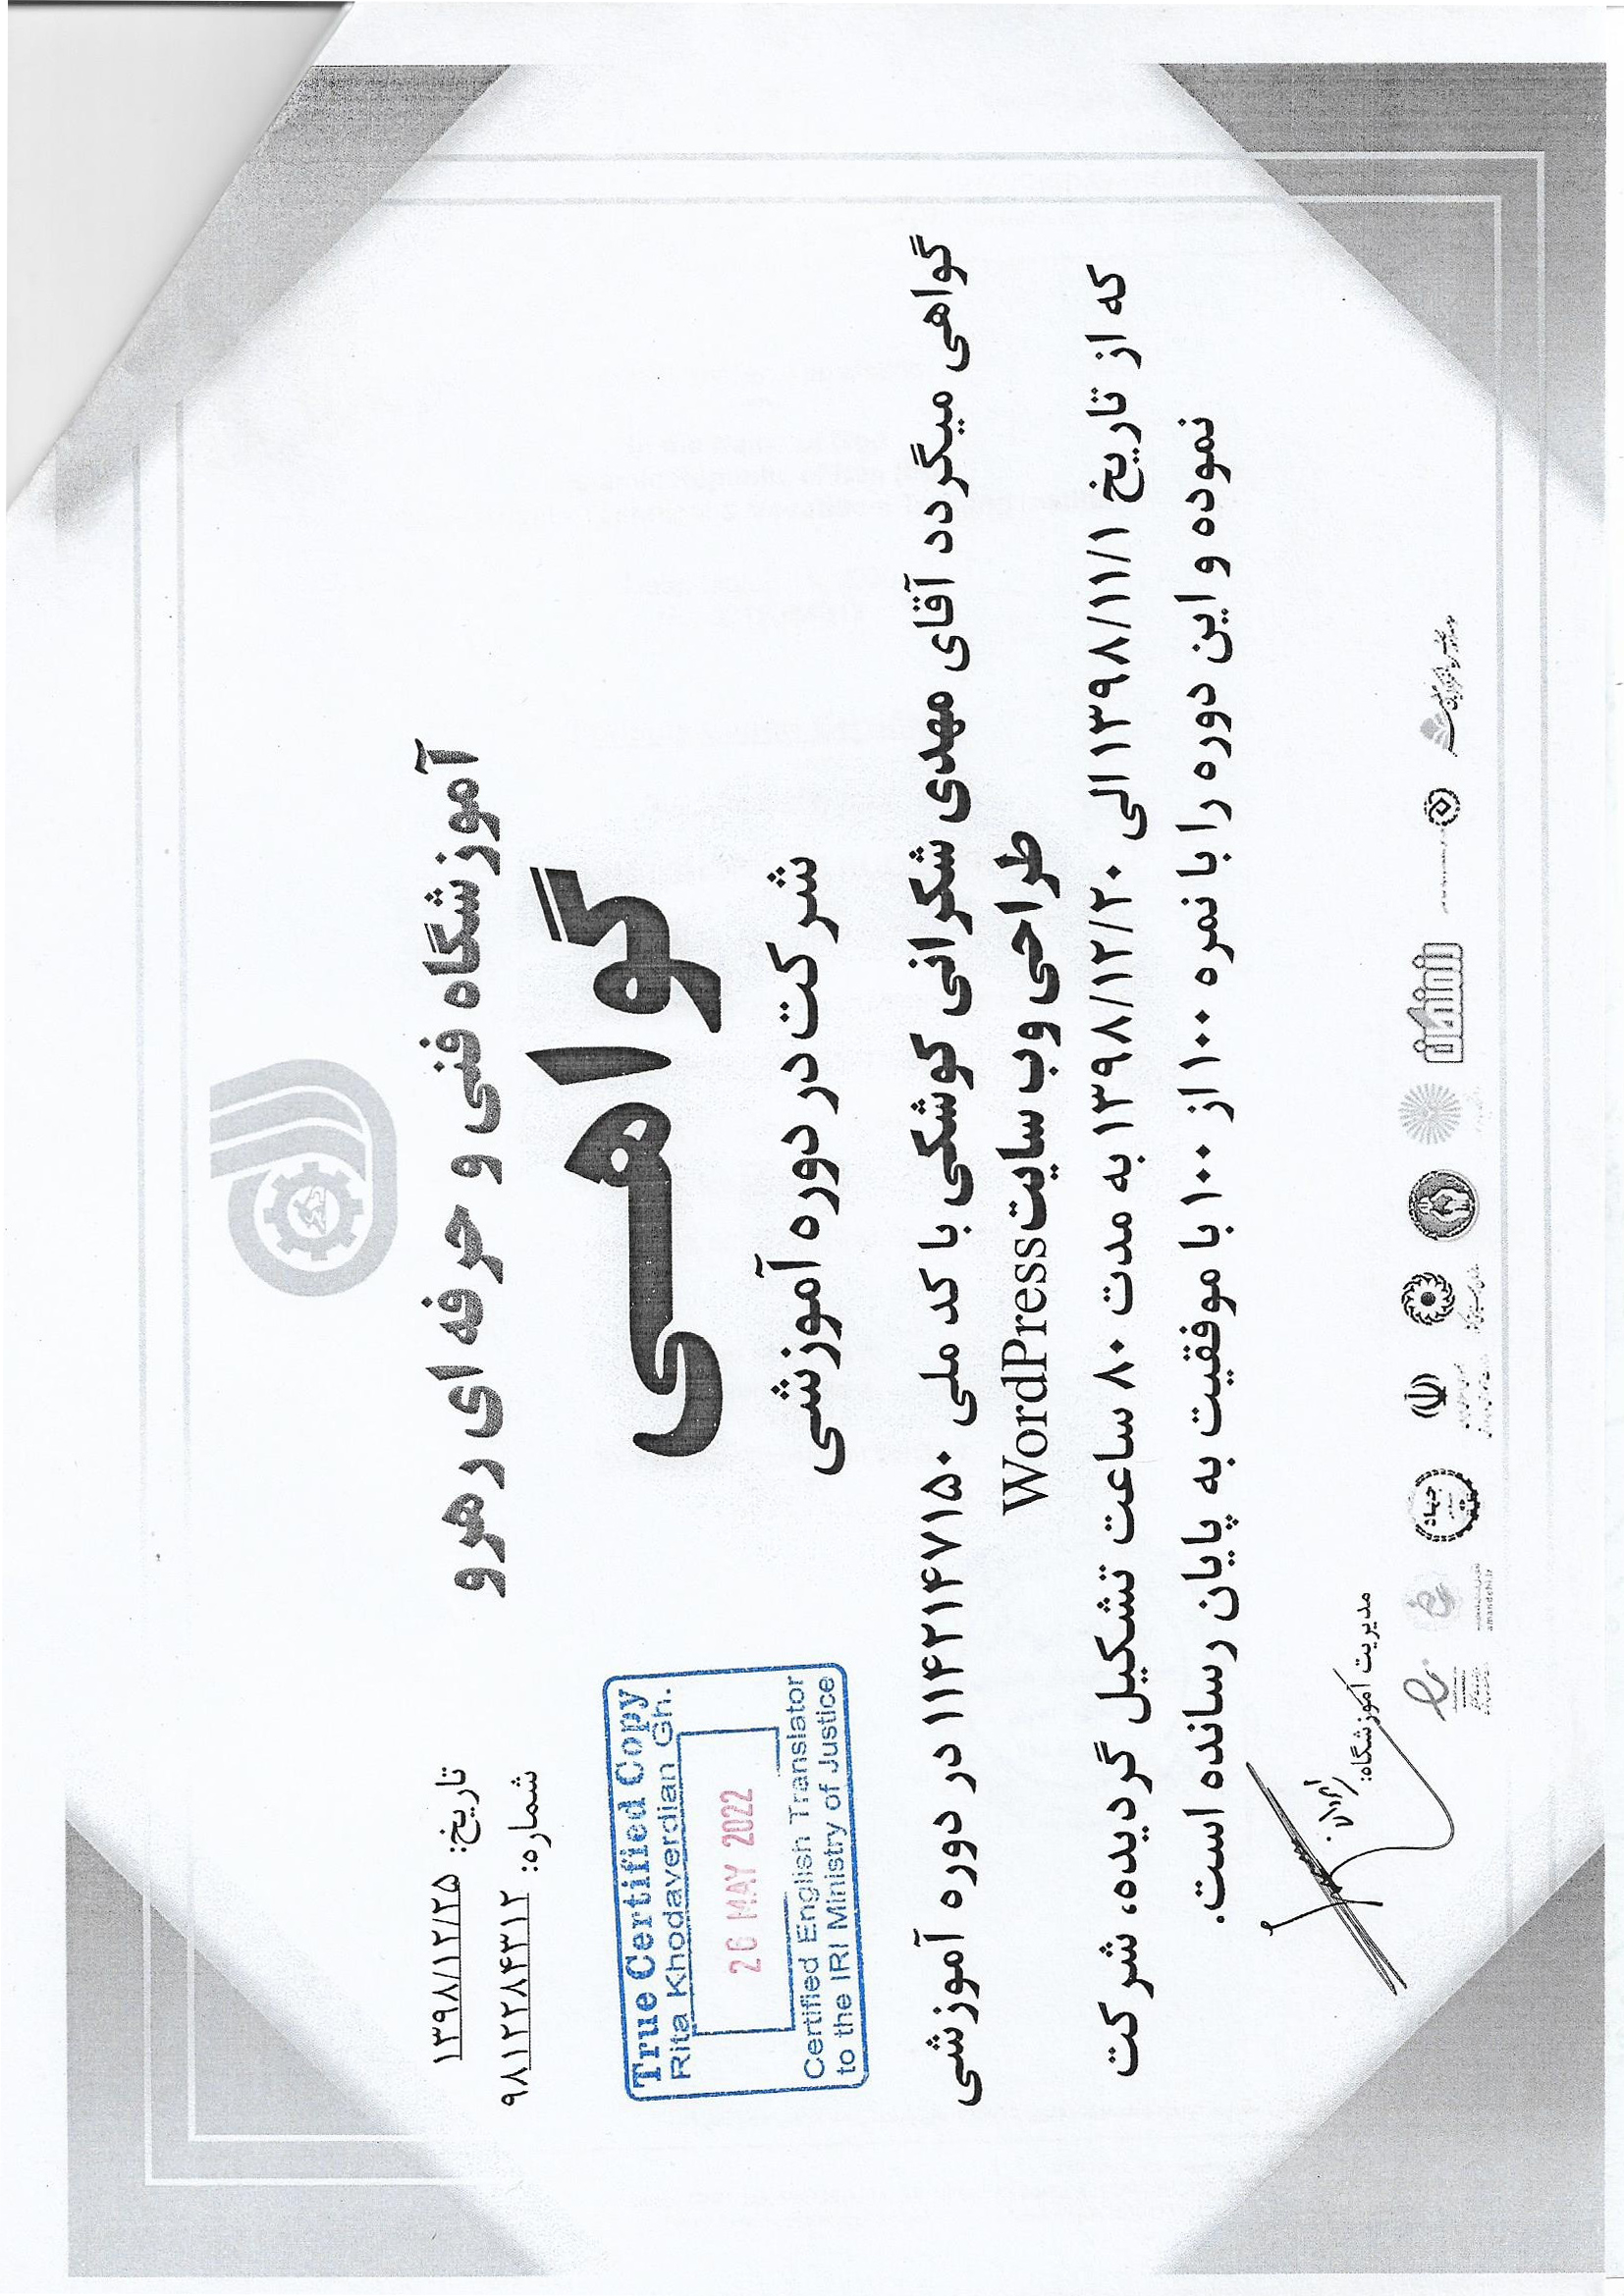 آموزشگاه فنی و حرفه ای رهرو
تاریخ: ۱۳۹۸/۱۲/۲۵
شماره: ۹۸۱۲۲۸۴۳۱۲
گواهی
شرکت در دوره آموزشی
True Certified Copy
Rita Khodaverdian Gh.
26 MAY 2022
Certified English Translator
to the IRI Ministry of Justice
گواهی میگردد آقای مهدی شکرانی کوشکی با کد ملی ۱۱۴۲۱۴۷۱۵۰ در دوره آموزشی
طراحی وب سایت WordPress
که از تاریخ ۱۳۹۸/۱۱/۱ الی ۱۳۹۸/۱۲/۲۰ به مدت ۸۰ ساعت تشکیل گردیده، شرکت
نموده و این دوره را با نمره ۱۰۰ از ۱۰۰ با موفقیت به پایان رسانده است.
مدیریت آموزشگاه:
جهاد
amandehi.ir